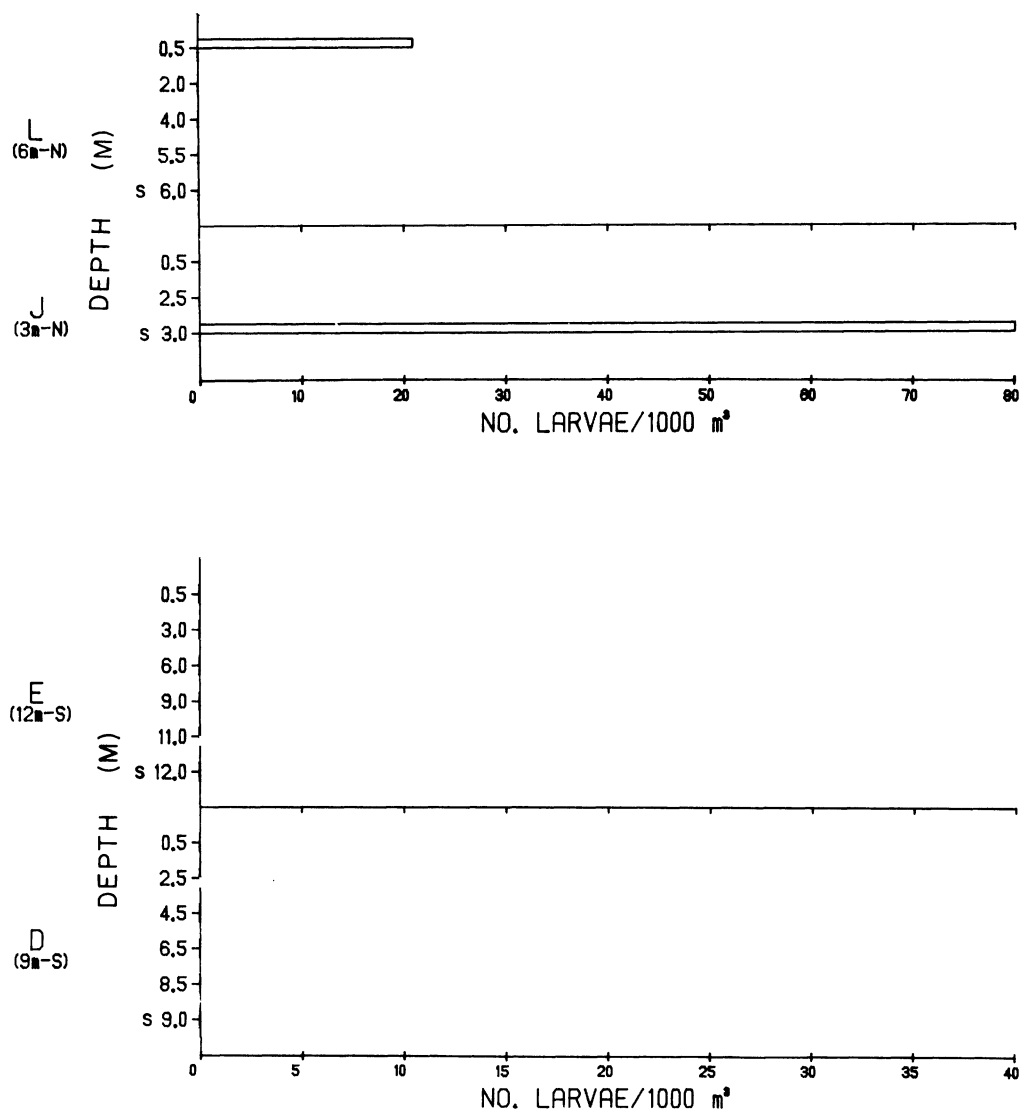 0.5
2.0
4.0
5.5
S 6.0
L
(6m-N)
DEPTH (M)
0.5
2.5
S 3.0
J
(3m-N)
0 10 20 30 40 50 60 70 80
NO. LARVAE/1000 m³
0.5
3.0
6.0
9.0
11.0
S 12.0
E
(12m-S)
DEPTH (M)
0.5
2.5
4.5
6.5
8.5
S 9.0
D
(9m-S)
0 5 10 15 20 25 30 35 40
NO. LARVAE/1000 m³